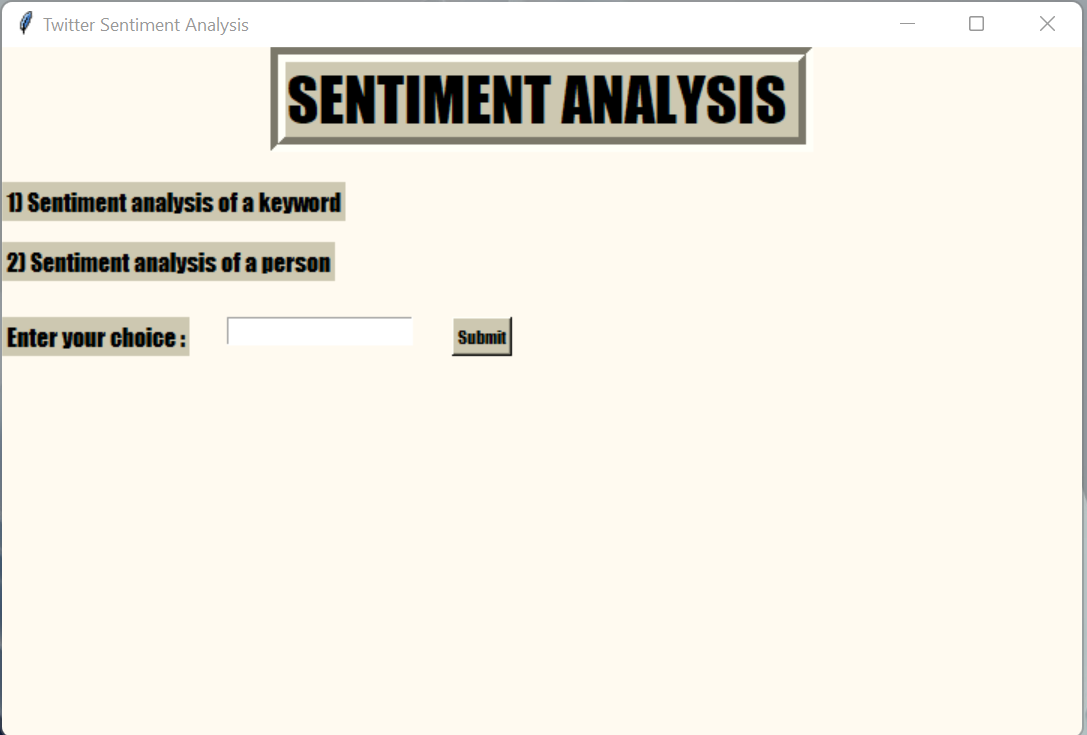 Twitter Sentiment Analysis
SENTIMENT ANALYSIS
1) Sentiment analysis of a keyword
2) Sentiment analysis of a person
Enter your choice :
Submit